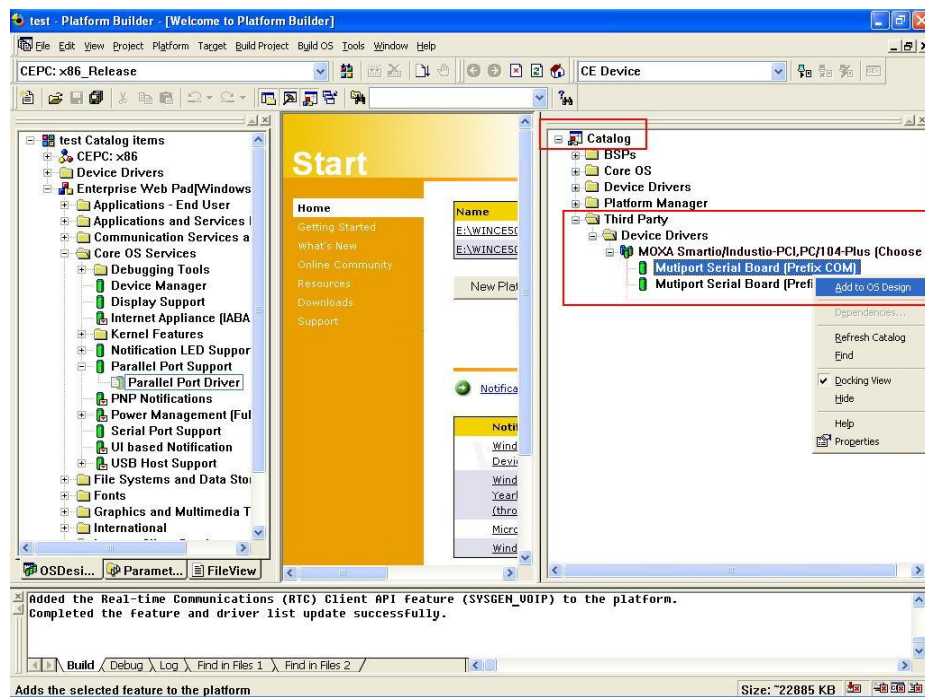 test - Platform Builder - [Welcome to Platform Builder]
File Edit View Project Platform Target Build Project Build OS Tools Window Help
CEPC: x86_Release
CE Device
test Catalog items
CEPC: x86
Device Drivers
Enterprise Web Pad[Windows
Applications - End User
Applications and Services
Communication Services a
Core OS Services
Debugging Tools
Device Manager
Display Support
Internet Appliance (IABA
Kernel Features
Notification LED Suppor
Parallel Port Support
Parallel Port Driver
PNP Notifications
Power Management (Ful
Serial Port Support
UI based Notification
USB Host Support
File Systems and Data Sto
Fonts
Graphics and Multimedia T
International
OSDesi... Paramet... FileView
Start
Home
Getting Started
What's New
Online Community
Resources
Downloads
Support
Name
E:\WINCE50
E:\WINCE50
New Plat
Notifica
Noti
Wind
Devi
Wind
Yearl
(thro
Micro
Wind
Catalog
BSPs
Core OS
Device Drivers
Platform Manager
Third Party
Device Drivers
MOXA Smartio/Industio-PCI,PC/104-Plus (Choose
Mutiport Serial Board (Prefix COM)
Mutiport Serial Board (Prefi
Add to OS Design
Dependencies...
Refresh Catalog
Find
Docking View
Hide
Help
Properties
Added the Real-time Communications (RTC) Client API feature (SYSGEN_VOIP) to the platform.
Completed the feature and driver list update successfully.
Build Debug Log Find in Files 1 Find in Files 2
Adds the selected feature to the platform
Size: ~22885 KB